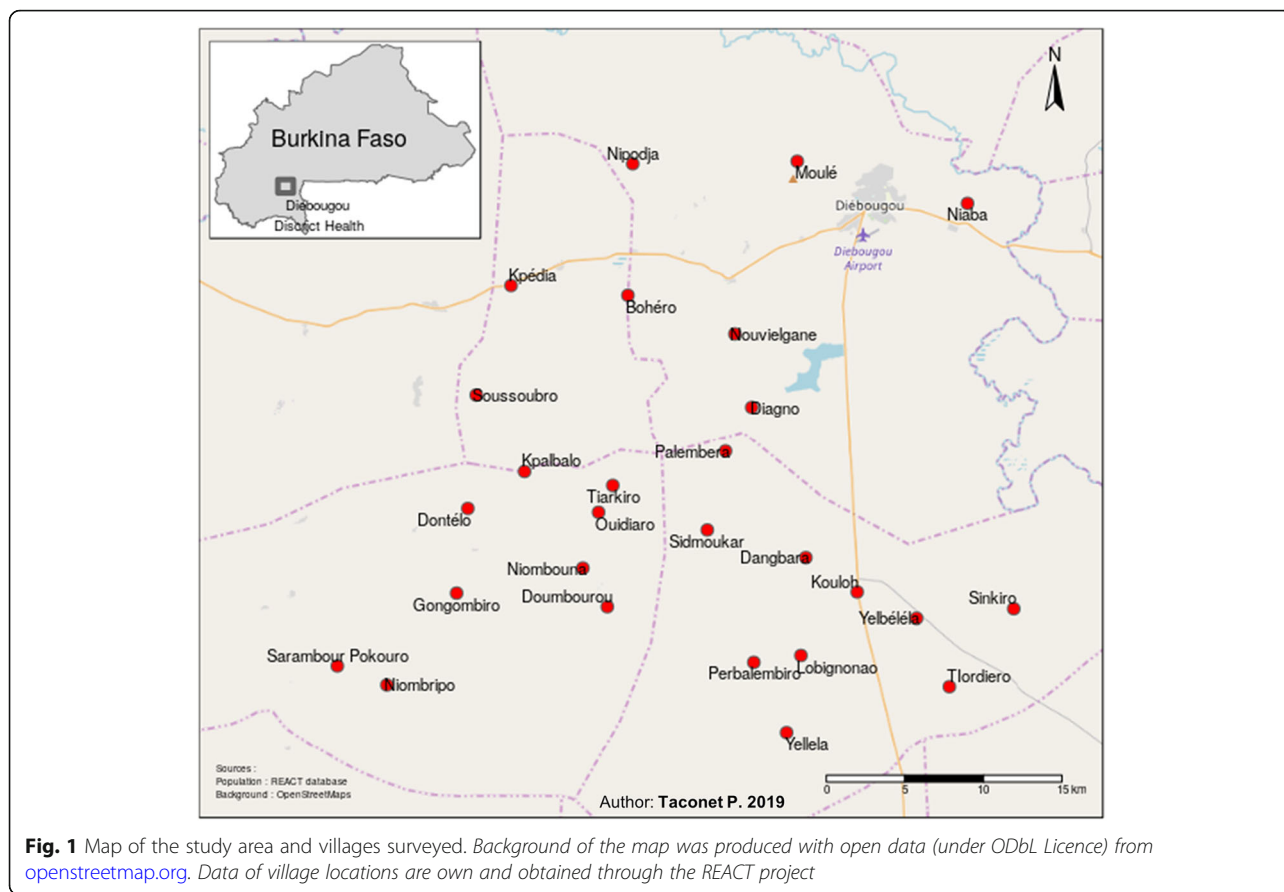 N
Burkina Faso
Diébougou
Disctrict Health
Nipodja
Moulé
Diébougou
Niaba
Diebougou
Airport
Kpédia
Bohéro
Nouvielgane
Soussoubro
Diagno
Palembera
Kpalbalo
Tiarkiro
Dontélo
Ouidiaro
Sidmoukar
Dangbara
Niombouna
Kouloh
Doumbourou
Gongombiro
Yelbéléla
Sinkiro
Sarambour Pokouro
Niombripo
Perbalembiro
Lobignonao
TIordiero
Yellela
Sources :
Population : REACT database
Background : OpenStreetMaps
0 5 10 15 km
Author: Taconet P. 2019
Fig. 1 Map of the study area and villages surveyed. Background of the map was produced with open data (under ODbL Licence) from
openstreetmap.org. Data of village locations are own and obtained through the REACT project